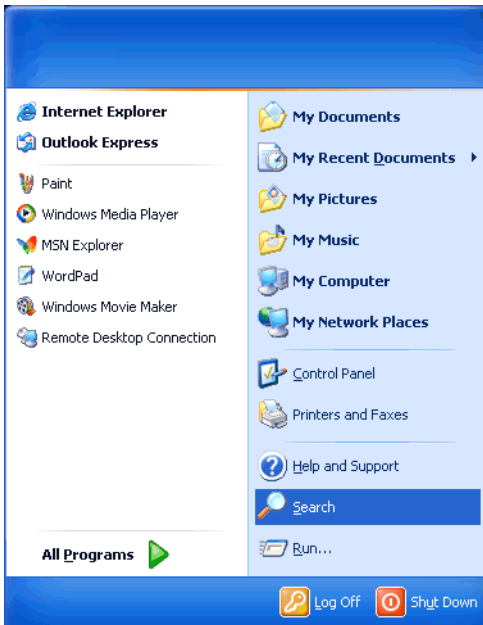 Internet Explorer
Outlook Express
Paint
Windows Media Player
MSN Explorer
WordPad
Windows Movie Maker
Remote Desktop Connection
All Programs
My Documents
My Recent Documents
My Pictures
My Music
My Computer
My Network Places
Control Panel
Printers and Faxes
Help and Support
Search
Run...
Log Off
Shut Down